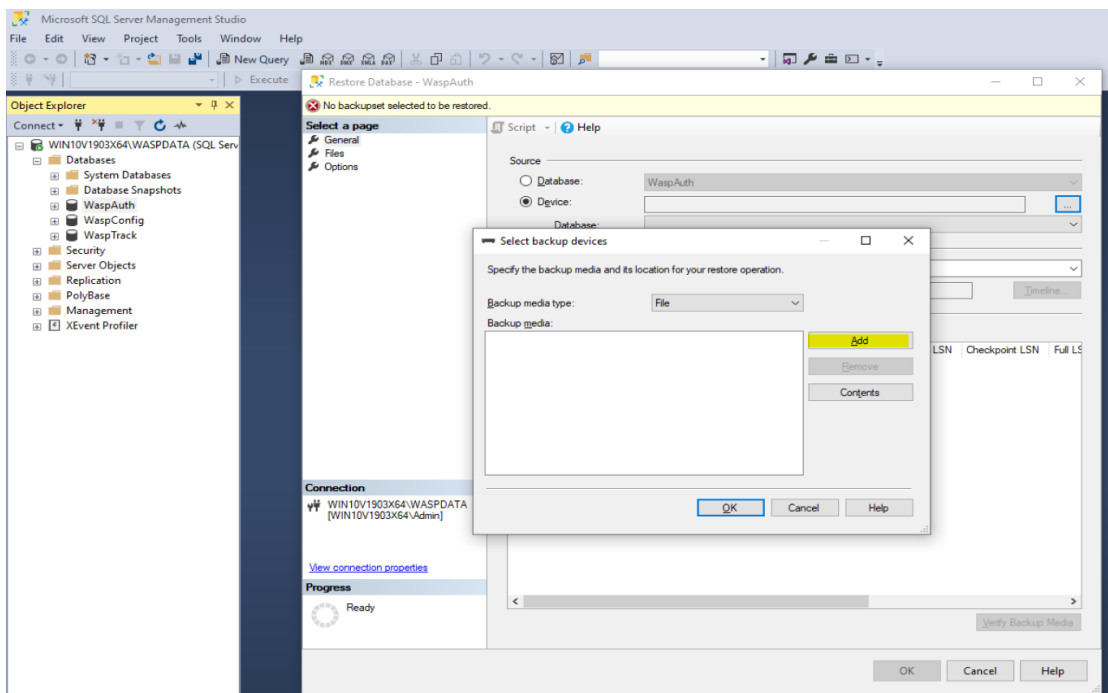 Microsoft SQL Server Management Studio
File Edit View Project Tools Window Help
New Query
Execute
Object Explorer
Connect
WIN10V1903X64\WASPDATA (SQL Serv
Databases
System Databases
Database Snapshots
WaspAuth
WaspConfig
WaspTrack
Security
Server Objects
Replication
PolyBase
Management
XEvent Profiler
Restore Database - WaspAuth
No backupset selected to be restored.
Select a page
General
Files
Options
Script Help
Source
Database: WaspAuth
Device: ...
Database:
Timeline...
LSN Checkpoint LSN Full LS
Select backup devices
Specify the backup media and its location for your restore operation.
Backup media type: File
Backup media:
Add
Remove
Contents
OK Cancel Help
Connection
WIN10V1903X64\WASPDATA
[WIN10V1903X64\Admin]
View connection properties
Progress
Ready
Verify Backup Media
OK Cancel Help